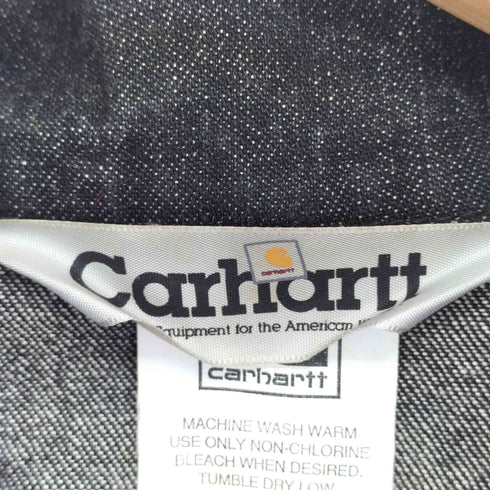 Carhartt
carhartt
Equipment for the American
carhartt
MACHINE WASH WARM
USE ONLY NON-CHLORINE
BLEACH WHEN DESIRED.
TUMBLE DRY LOW